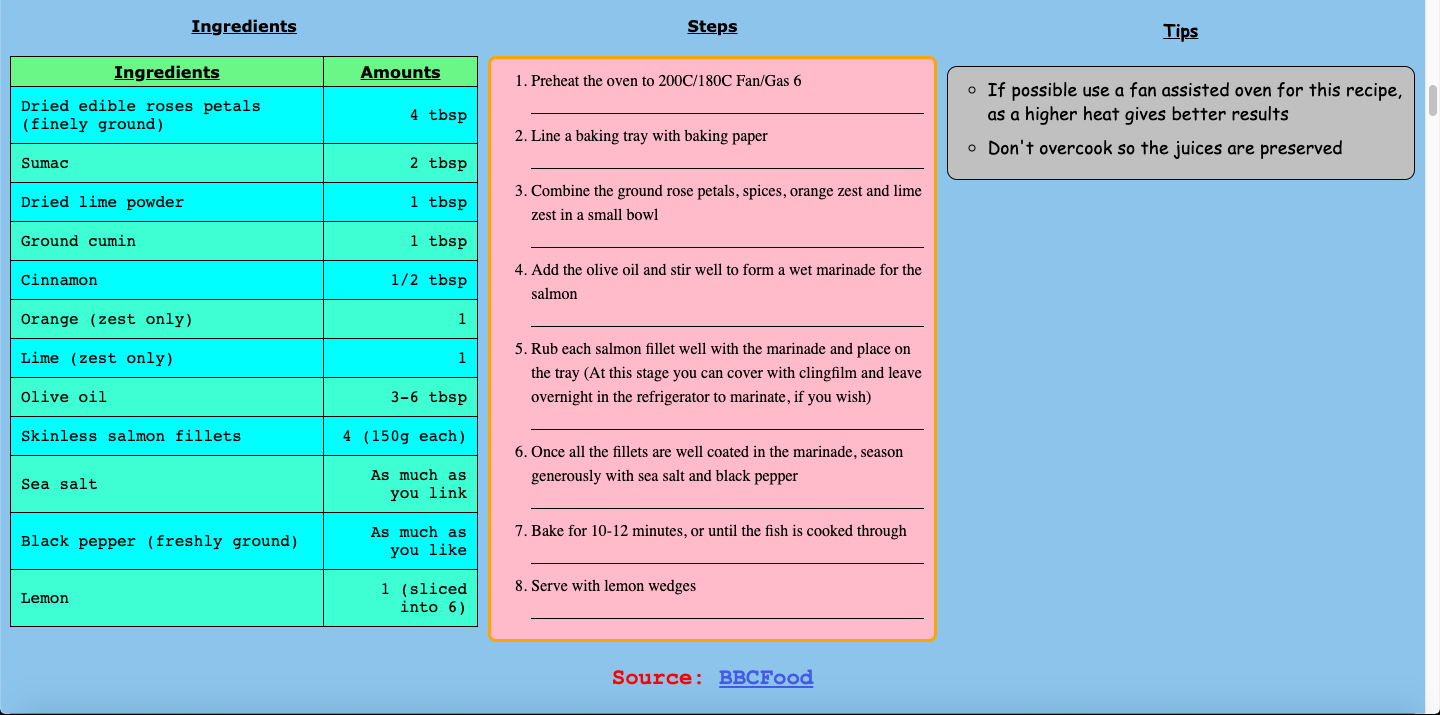 Ingredients
Ingredients Amounts
Dried edible roses petals
(finely ground)
4 tbsp
Sumac 2 tbsp
Dried lime powder 1 tbsp
Ground cumin 1 tbsp
Cinnamon 1/2 tbsp
Orange (zest only) 1
Lime (zest only) 1
Olive oil 3-6 tbsp
Skinless salmon fillets 4 (150g each)
Sea salt
As much as
you link
Black pepper (freshly ground)
As much as
you like
Lemon
1 (sliced
into 6)
Steps
1. Preheat the oven to 200C/180C Fan/Gas 6
2. Line a baking tray with baking paper
3. Combine the ground rose petals, spices, orange zest and lime
zest in a small bowl
4. Add the olive oil and stir well to form a wet marinade for the
salmon
5. Rub each salmon fillet well with the marinade and place on
the tray (At this stage you can cover with clingfilm and leave
overnight in the refrigerator to marinate, if you wish)
6. Once all the fillets are well coated in the marinade, season
generously with sea salt and black pepper
7. Bake for 10-12 minutes, or until the fish is cooked through
8. Serve with lemon wedges
Tips
If possible use a fan assisted oven for this recipe,
as a higher heat gives better results
Don't overcook so the juices are preserved
Source: BBCFood